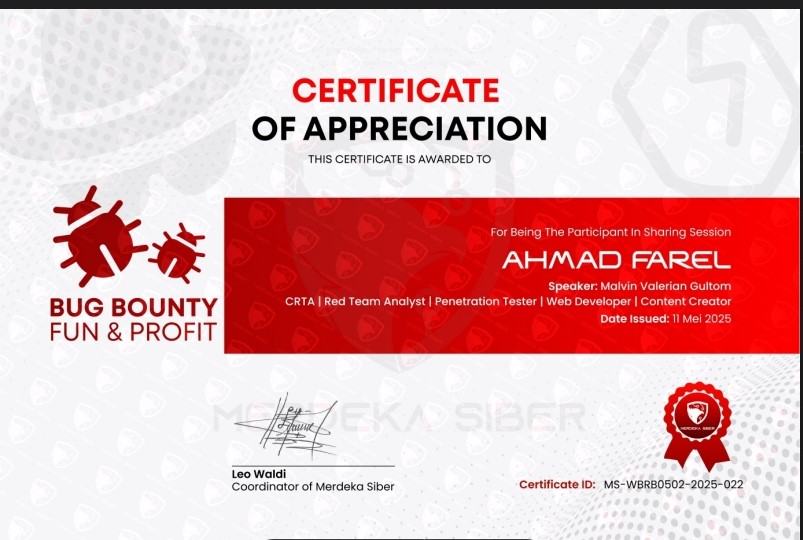 CERTIFICATE
OF APPRECIATION
THIS CERTIFICATE IS AWARDED TO
For Being The Participant In Sharing Session
AHMAD FAREL
Speaker: Malvin Valerian Gultom
CRTA | Red Team Analyst | Penetration Tester | Web Developer | Content Creator
Date Issued: 11 Mei 2025
BUG BOUNTY
FUN & PROFIT
MERDEKA SIBER
MERDEKA SIBER
Leo Waldi
Coordinator of Merdeka Siber
Certificate ID: MS-WBRB0502-2025-022